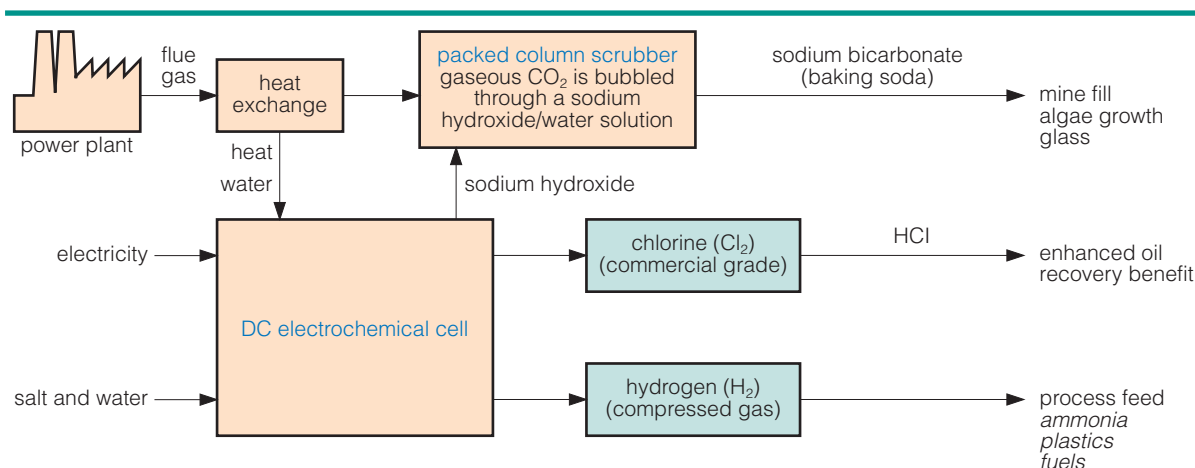 flue
gas
power plant
heat
exchange
packed column scrubber
gaseous CO₂ is bubbled
through a sodium
hydroxide/water solution
sodium bicarbonate
(baking soda)
mine fill
algae growth
glass
heat
water
sodium hydroxide
electricity
salt and water
DC electrochemical cell
chlorine (Cl₂)
(commercial grade)
HCl
enhanced oil
recovery benefit
hydrogen (H₂)
(compressed gas)
process feed
ammonia
plastics
fuels